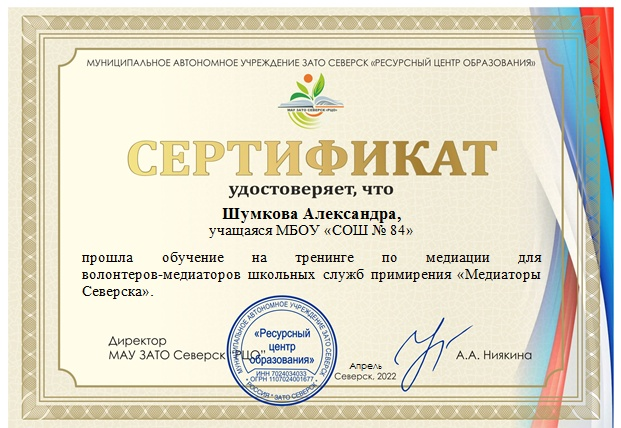 МУНИЦИПАЛЬНОЕ АВТОНОМНОЕ УЧРЕЖДЕНИЕ ЗАТО СЕВЕРСК «РЕСУРСНЫЙ ЦЕНТР ОБРАЗОВАНИЯ»
МАУ ЗАТО СЕВЕРСК «РЦО»
СЕРТИФИКАТ
удостоверяет, что
Шумкова Александра,
учащаяся МБОУ «СОШ № 84»
прошла обучение на тренинге по медиации для
волонтеров-медиаторов школьных служб примирения «Медиаторы
Северска».
Директор
МАУ ЗАТО Северск "РЦО"
МУНИЦИПАЛЬНОЕ АВТОНОМНОЕ УЧРЕЖДЕНИЕ ЗАТО СЕВЕРСК
«Ресурсный
центр
образования»
ИНН 7024034033
ОГРН 1107024001677
РОССИЯ * ЗАТО СЕВЕРСК
Апрель
Северск, 2022
А.А. Ниякина